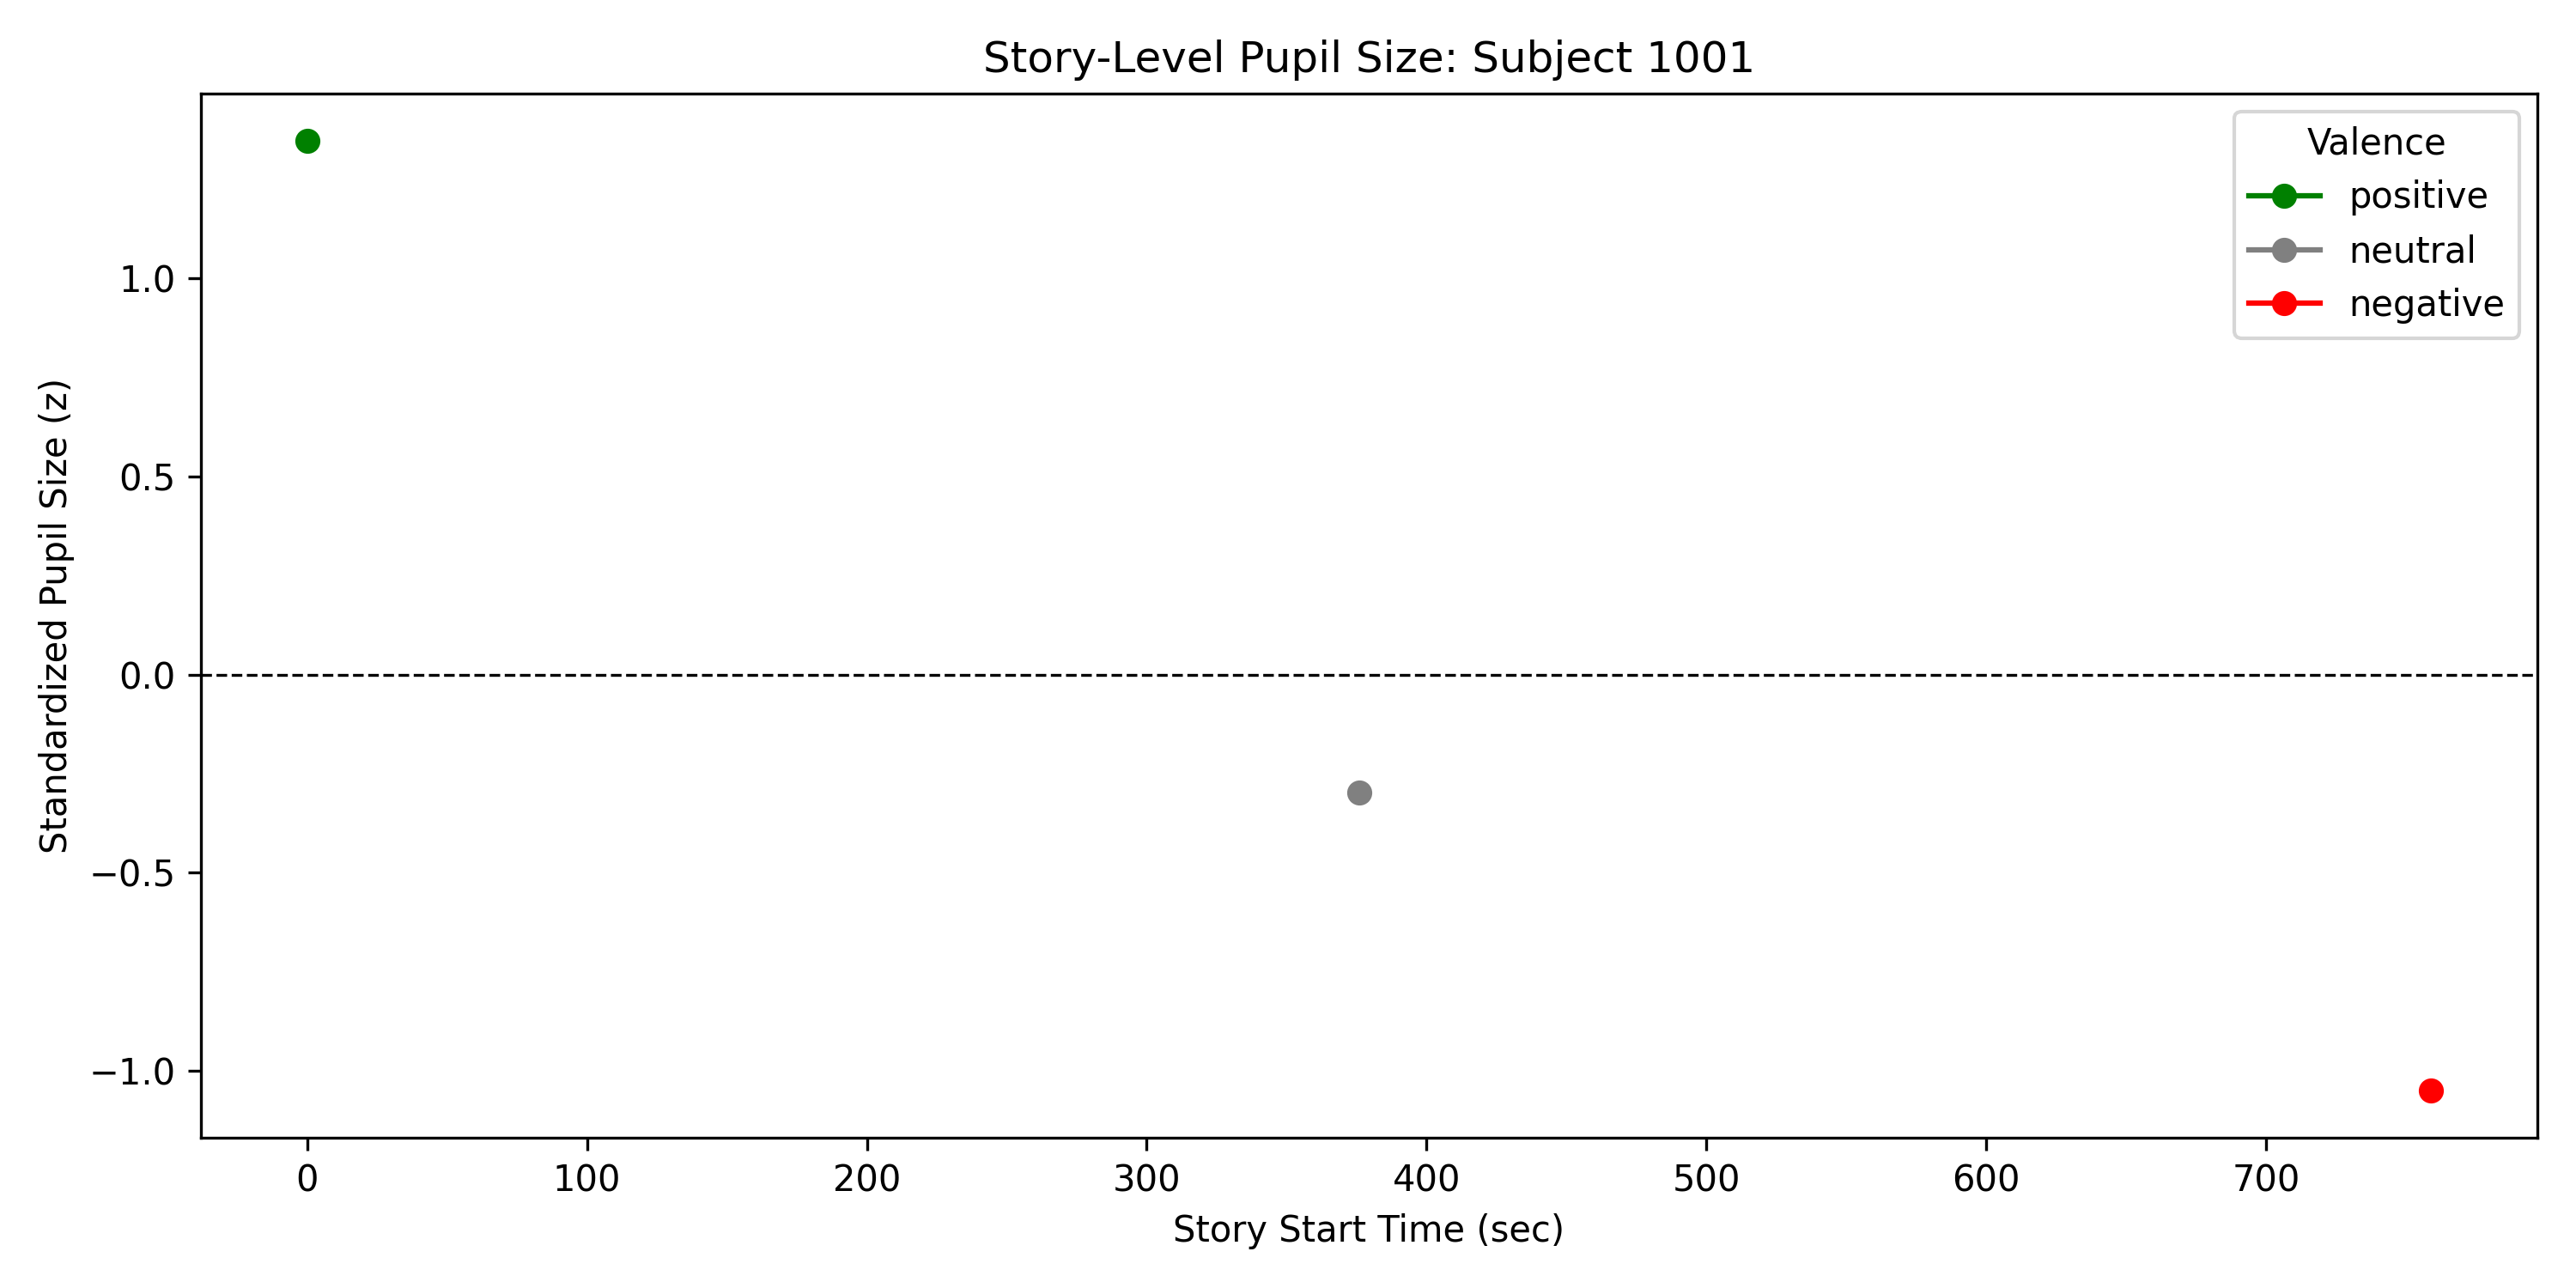 Story-Level Pupil Size: Subject 1001
Valence
positive
neutral
negative
Standardized Pupil Size (z)
1.0
0.5
0.0
−0.5
−1.0
0 100 200 300 400 500 600 700
Story Start Time (sec)